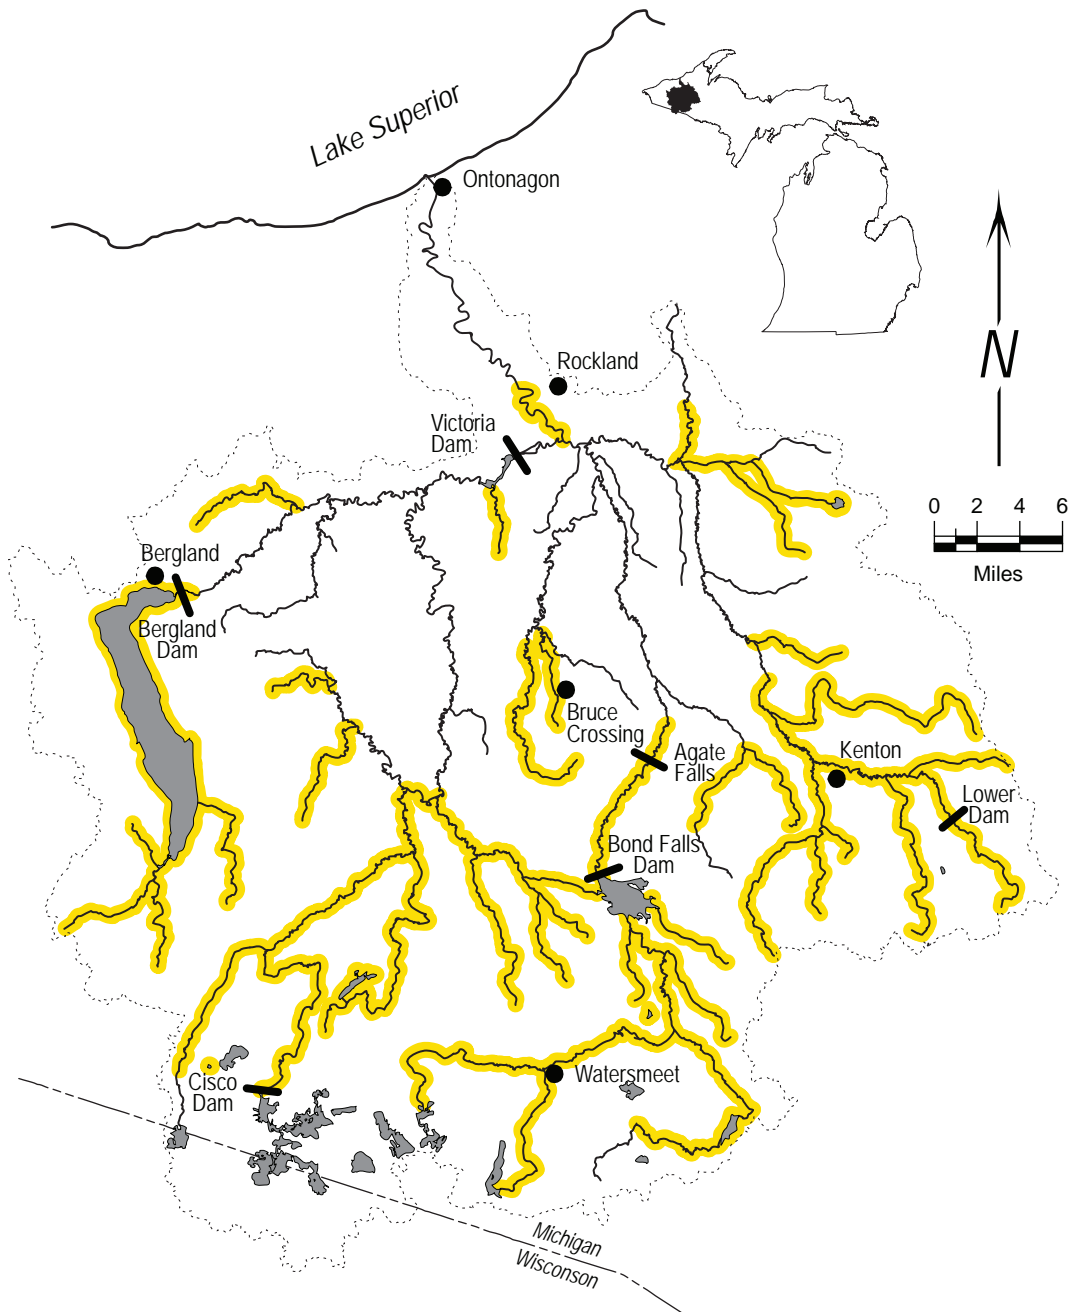 Lake Superior
Ontonagon
N
Rockland
Victoria
Dam
0 2 4 6
Miles
Bergland
Bergland
Dam
Bruce
Crossing
Agate
Falls
Kenton
Lower
Dam
Bond Falls
Dam
Cisco
Dam
Watersmeet
Michigan
Wisconson